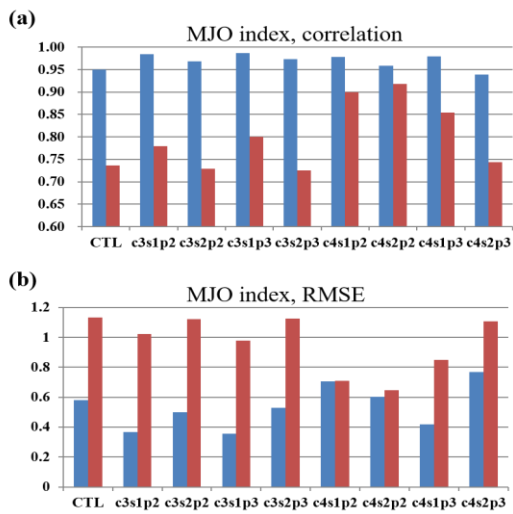 (a)
MJO index, correlation
1.00
0.95
0.90
0.85
0.80
0.75
0.70
0.65
0.60
CTL c3s1p2 c3s2p2 c3s1p3 c3s2p3 c4s1p2 c4s2p2 c4s1p3 c4s2p3
(b)
MJO index, RMSE
1.2
1
0.8
0.6
0.4
0.2
0
CTL c3s1p2 c3s2p2 c3s1p3 c3s2p3 c4s1p2 c4s2p2 c4s1p3 c4s2p3